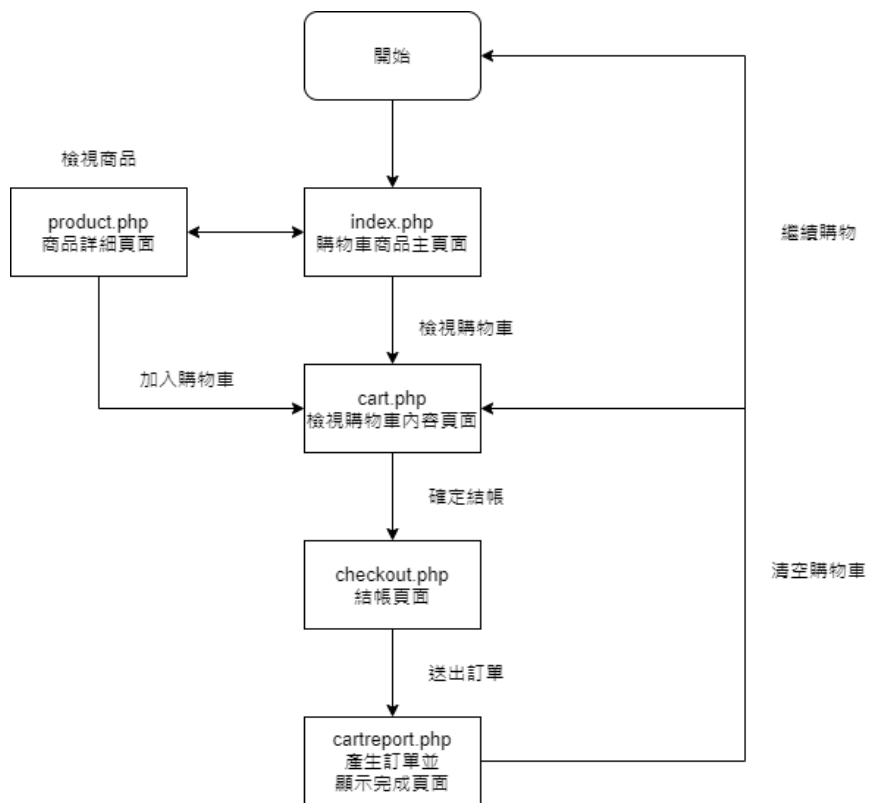 開始
檢視商品
product.php
商品詳細頁面
index.php
購物車商品主頁面
繼續購物
檢視購物車
加入購物車
cart.php
檢視購物車內容頁面
確定結帳
checkout.php
結帳頁面
清空購物車
送出訂單
cartreport.php
產生訂單並
顯示完成頁面